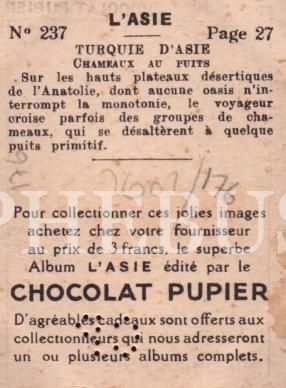 L'ASIE
N° 237 Page 27
TURQUIE D'ASIE
CHAMEAUX AU PUITS
Sur les hauts plateaux désertiques
de l'Anatolie, dont aucune oasis n'in-
terrompt la monotonie, le voyageur
croise parfois des groupes de cha-
meaux, qui se désaltèrent à quelque
puits primitif.
/176
Pour collectionner ces jolies images
achetez chez votre fournisseur
au prix de 3 francs, le superbe
Album L'ASIE édité par le
CHOCOLAT PUPIER
D'agréables cadeaux sont offerts aux
collectionneurs qui nous adresseront
un ou plusieurs albums complets.